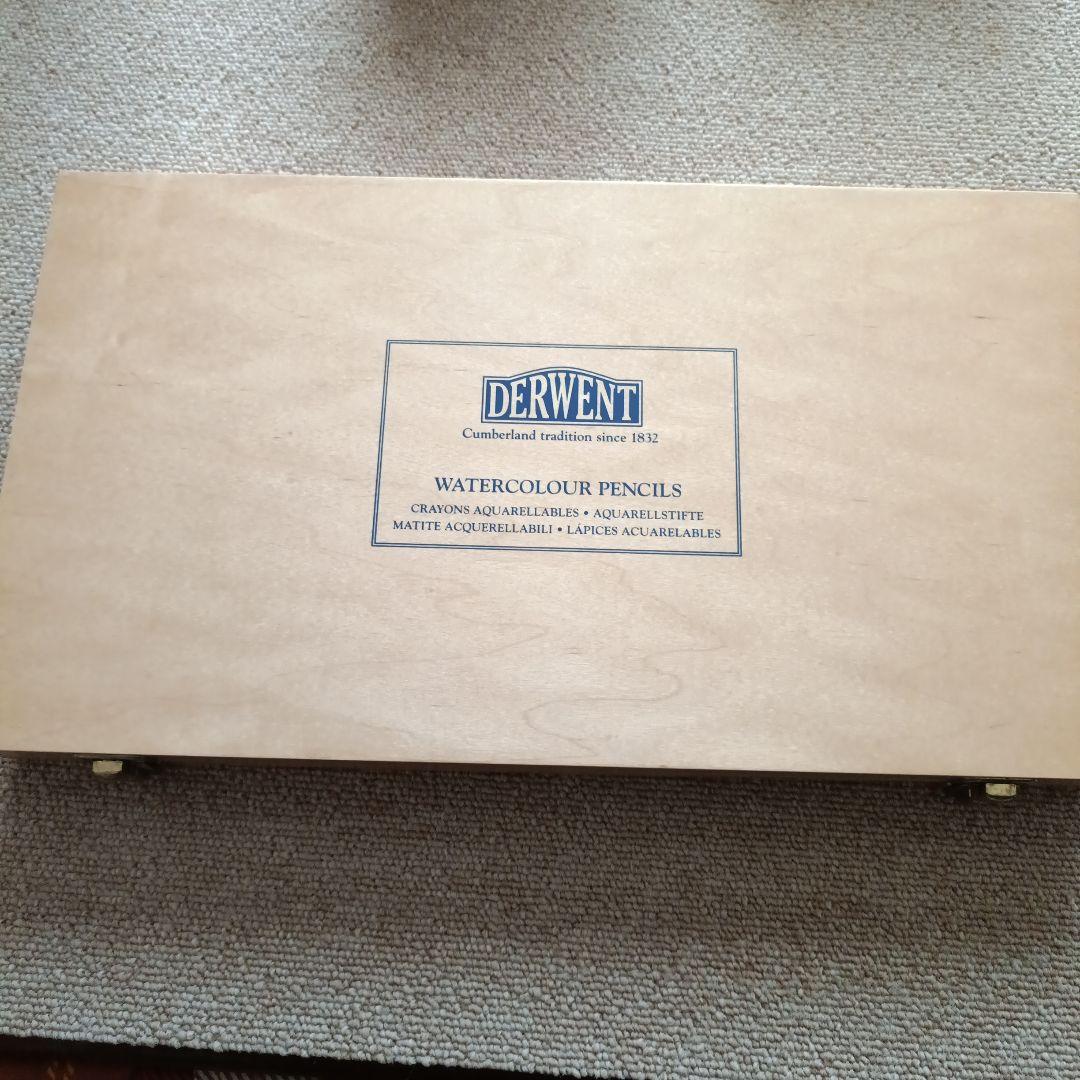 DERWENT
Cumberland tradition since 1832
WATERCOLOUR PENCILS
CRAYONS AQUARELLABLES • AQUARELLSTIFTE
MATITE ACQUERELLABILI • LÁPICES ACUARELABLES